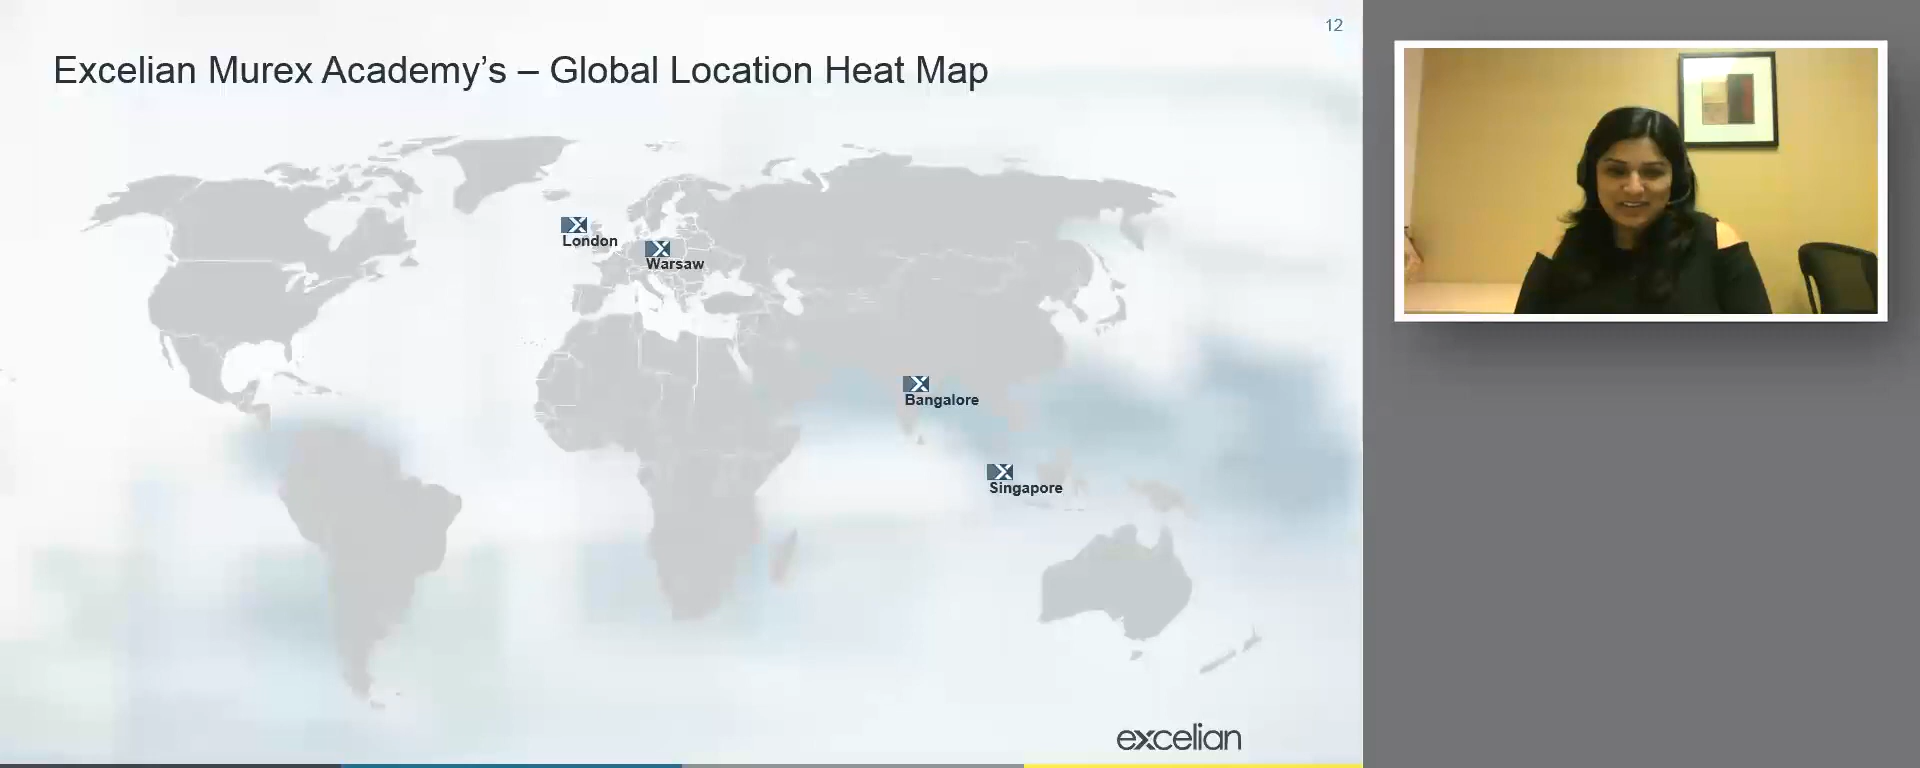 12
Excelian Murex Academy's – Global Location Heat Map
London
Warsaw
Bangalore
Singapore
excelian